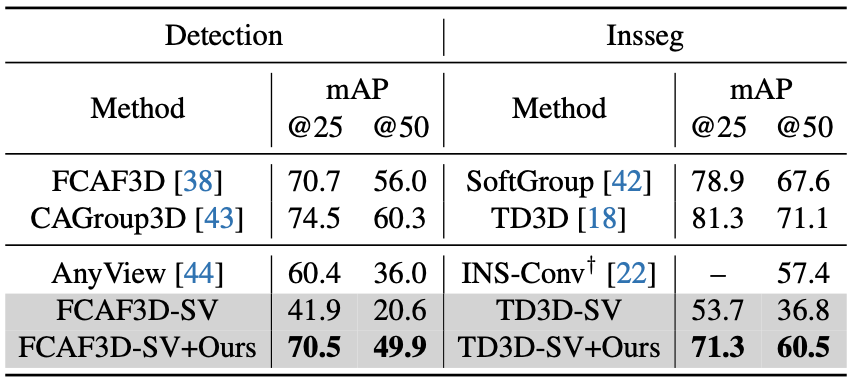 Detection Insseg
Method mAP Method mAP
@25 @50 @25 @50
FCAF3D [38] 70.7 56.0 SoftGroup [42] 78.9 67.6
CAGroup3D [43] 74.5 60.3 TD3D [18] 81.3 71.1
AnyView [44] 60.4 36.0 INS-Conv† [22] – 57.4
FCAF3D-SV 41.9 20.6 TD3D-SV 53.7 36.8
FCAF3D-SV+Ours 70.5 49.9 TD3D-SV+Ours 71.3 60.5